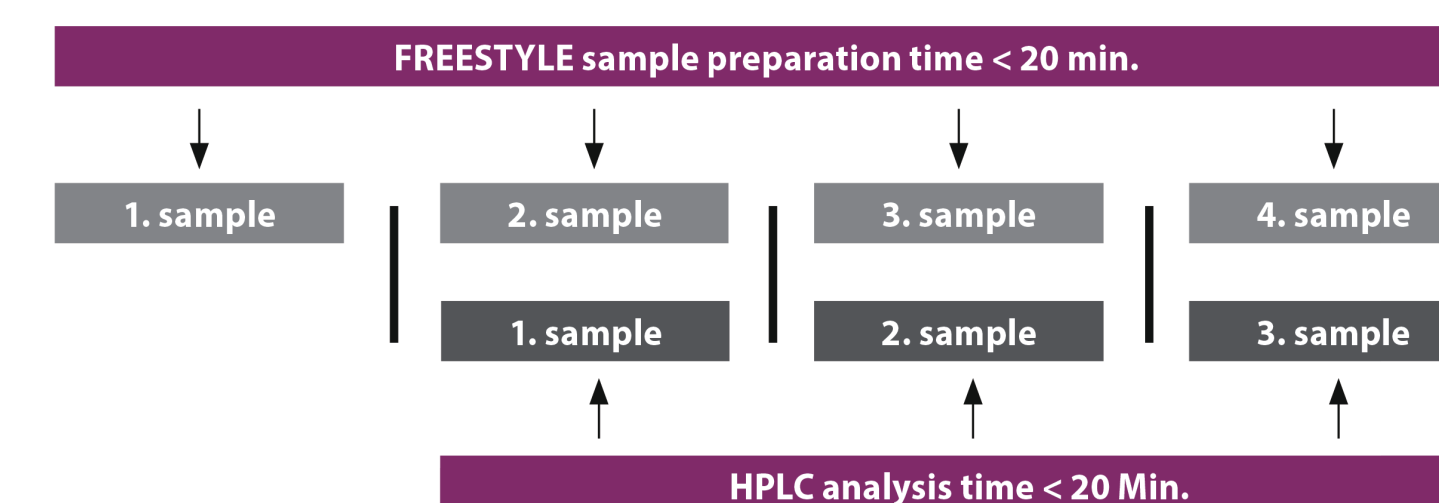 FREESTYLE sample preparation time < 20 min.
1. sample
2. sample
3. sample
4. sample
1. sample
2. sample
3. sample
HPLC analysis time < 20 Min.